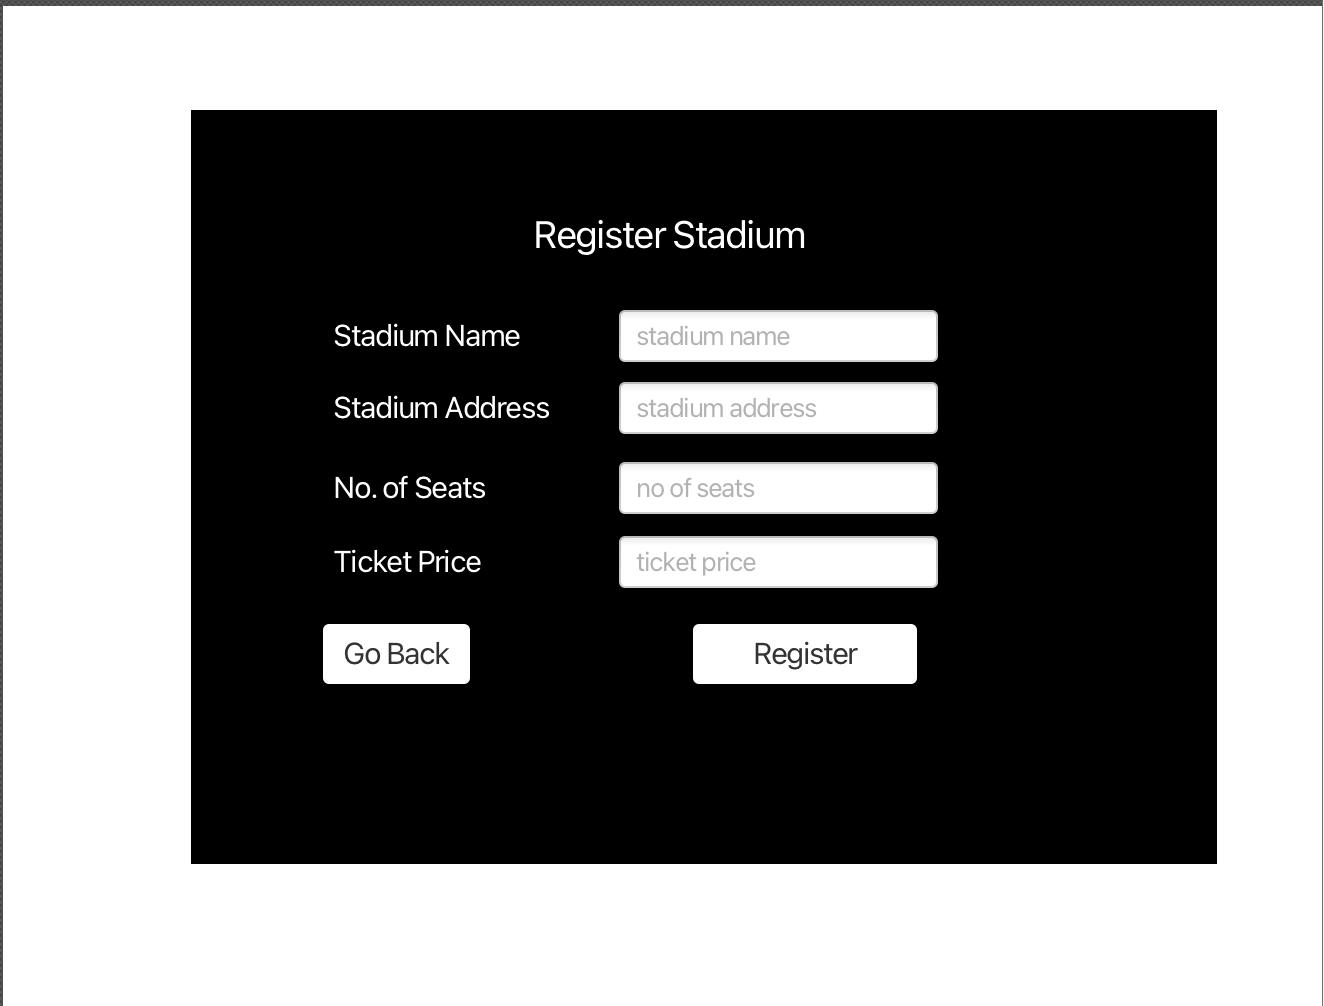 Register Stadium
Stadium Name
stadium name
Stadium Address
stadium address
No. of Seats
no of seats
Ticket Price
ticket price
Go Back
Register